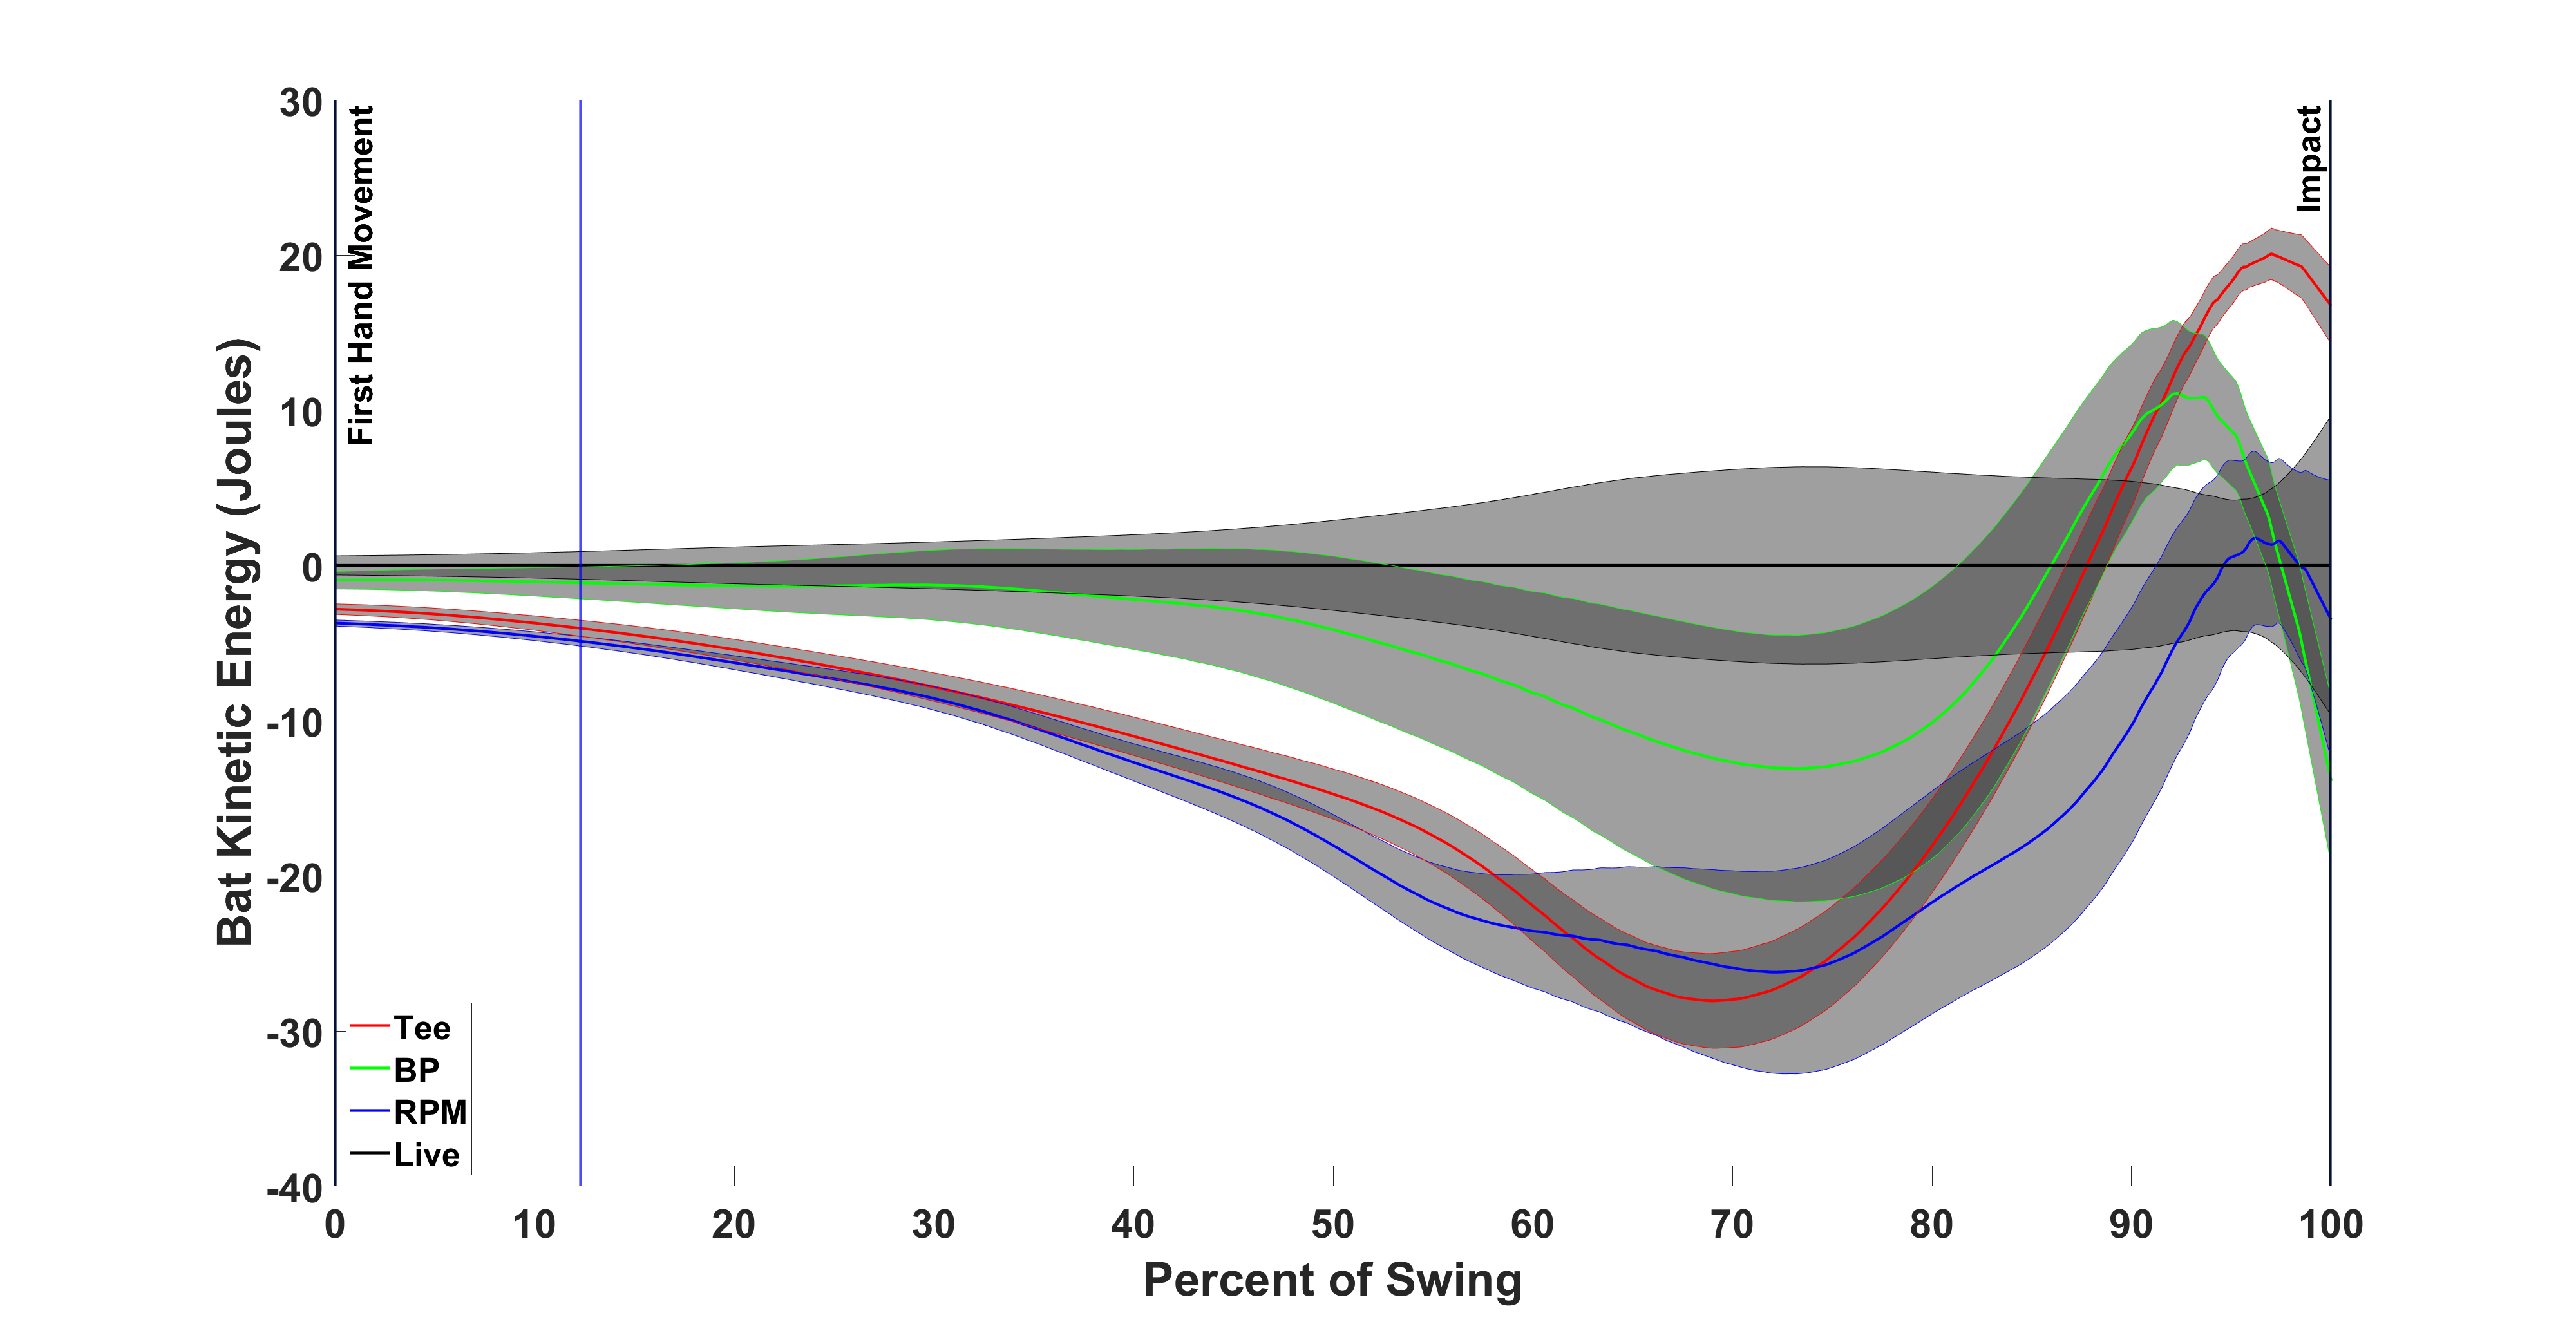 30
20
10
0
-10
-20
-30
-40
Bat Kinetic Energy (Joules)
First Hand Movement
Impact
Tee
BP
RPM
Live
0 10 20 30 40 50 60 70 80 90 100
Percent of Swing